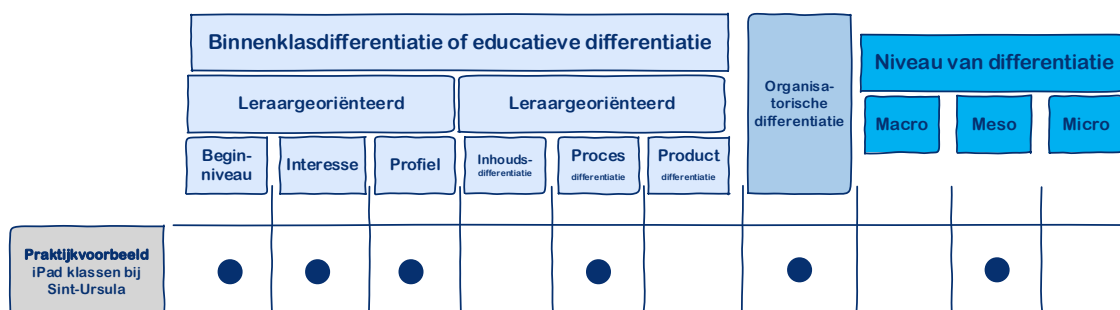 Binnenklasdifferentiatie of educatieve differentiatie
Organisa-
torische
differentiatie
Niveau van differentiatie
Leraargeoriënteerd
Leraargeoriënteerd
Macro
Meso
Micro
Begin-
niveau
Interesse
Profiel
Inhouds-
differentiatie
Proces
differentiatie
Product
differentiatie
Praktijkvoorbeeld
iPad klassen bij
Sint-Ursula